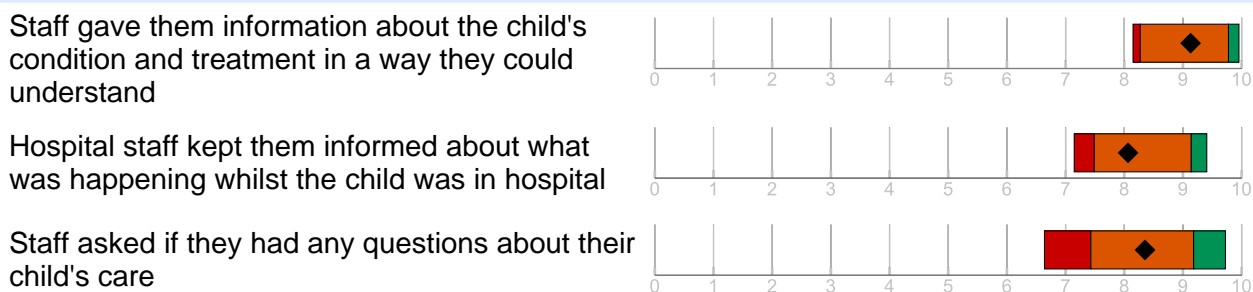 Staff gave them information about the child's
condition and treatment in a way they could
understand
0 1 2 3 4 5 6 7 8 9 10
Hospital staff kept them informed about what
was happening whilst the child was in hospital
0 1 2 3 4 5 6 7 8 9 10
Staff asked if they had any questions about their
child's care
0 1 2 3 4 5 6 7 8 9 10